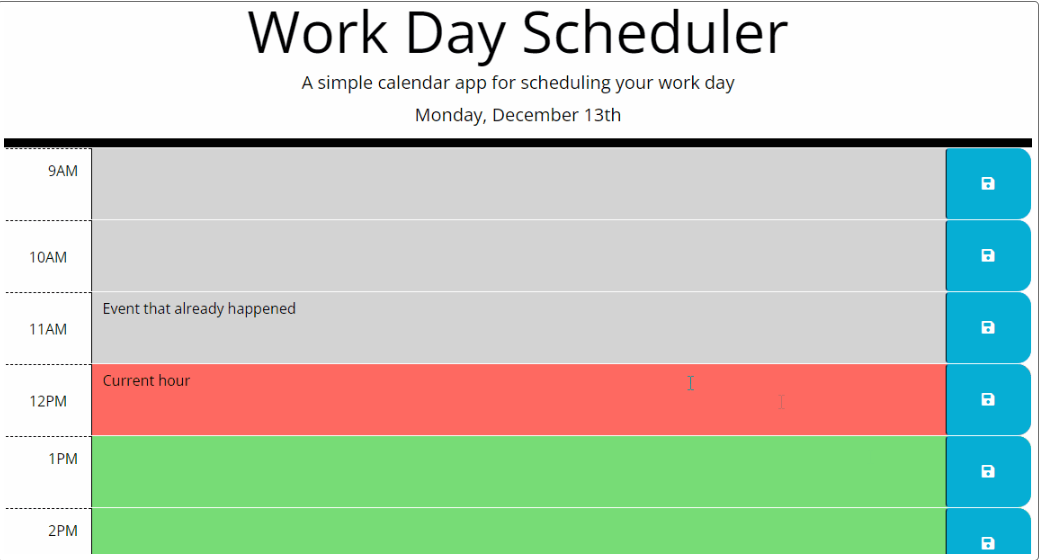 Work Day Scheduler
A simple calendar app for scheduling your work day
Monday, December 13th
9AM
10AM
11AM
Event that already happened
12PM
Current hour
1PM
2PM